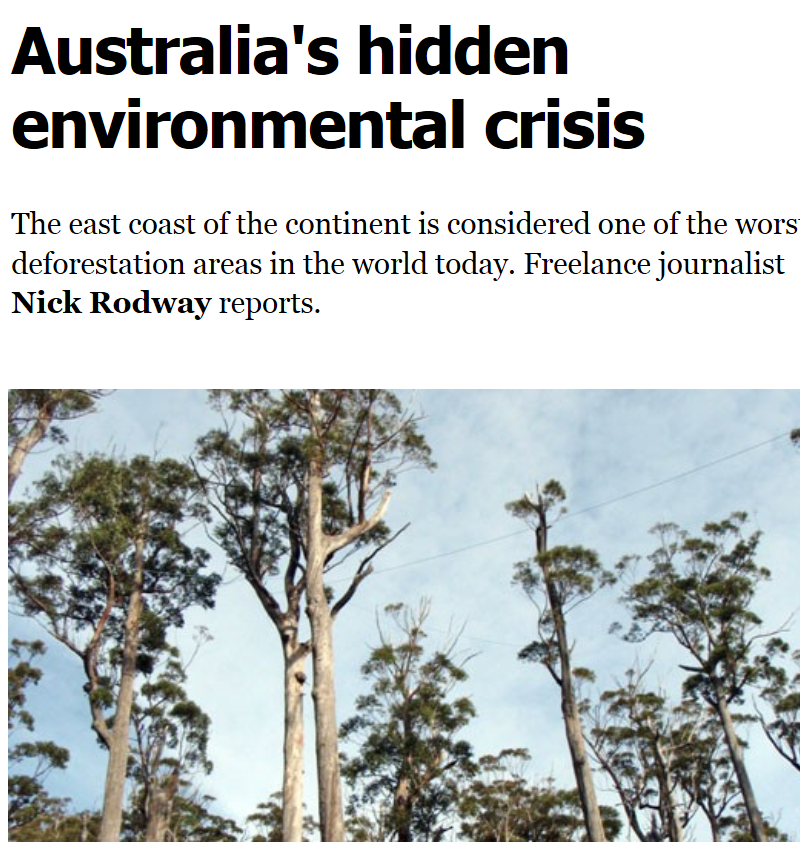 Australia's hidden
environmental crisis
The east coast of the continent is considered one of the
deforestation areas in the world today. Freelance journalist
Nick Rodway reports.